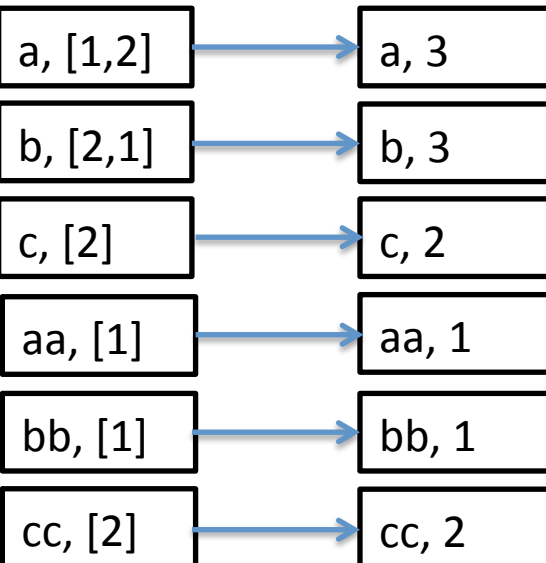 a, [1,2]
a, 3
b, [2,1]
b, 3
c, [2]
c, 2
aa, [1]
aa, 1
bb, [1]
bb, 1
cc, [2]
cc, 2